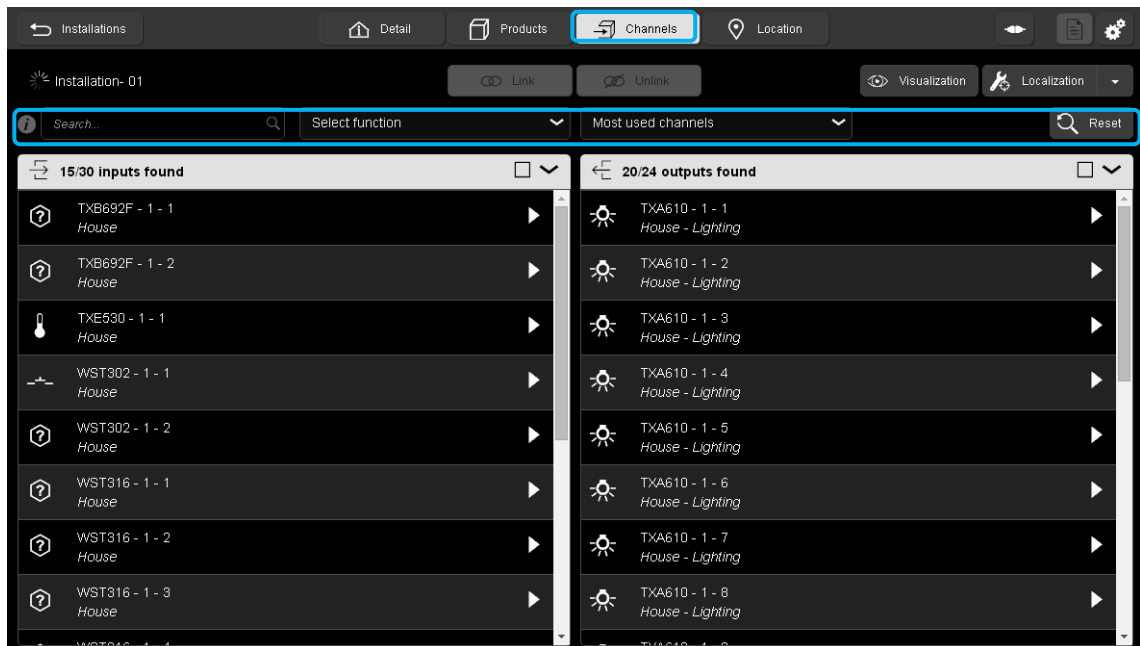 Installations
Detail
Products
Channels
Location
Installation- 01
Link
Unlink
Visualization
Localization
Search...
Select function
Most used channels
Reset
15/30 inputs found
20/24 outputs found
TXB692F - 1 - 1
House
TXB692F - 1 - 2
House
TXE530 - 1 - 1
House
WST302 - 1 - 1
House
WST302 - 1 - 2
House
WST316 - 1 - 1
House
WST316 - 1 - 2
House
WST316 - 1 - 3
House
TXA610 - 1 - 1
House - Lighting
TXA610 - 1 - 2
House - Lighting
TXA610 - 1 - 3
House - Lighting
TXA610 - 1 - 4
House - Lighting
TXA610 - 1 - 5
House - Lighting
TXA610 - 1 - 6
House - Lighting
TXA610 - 1 - 7
House - Lighting
TXA610 - 1 - 8
House - Lighting